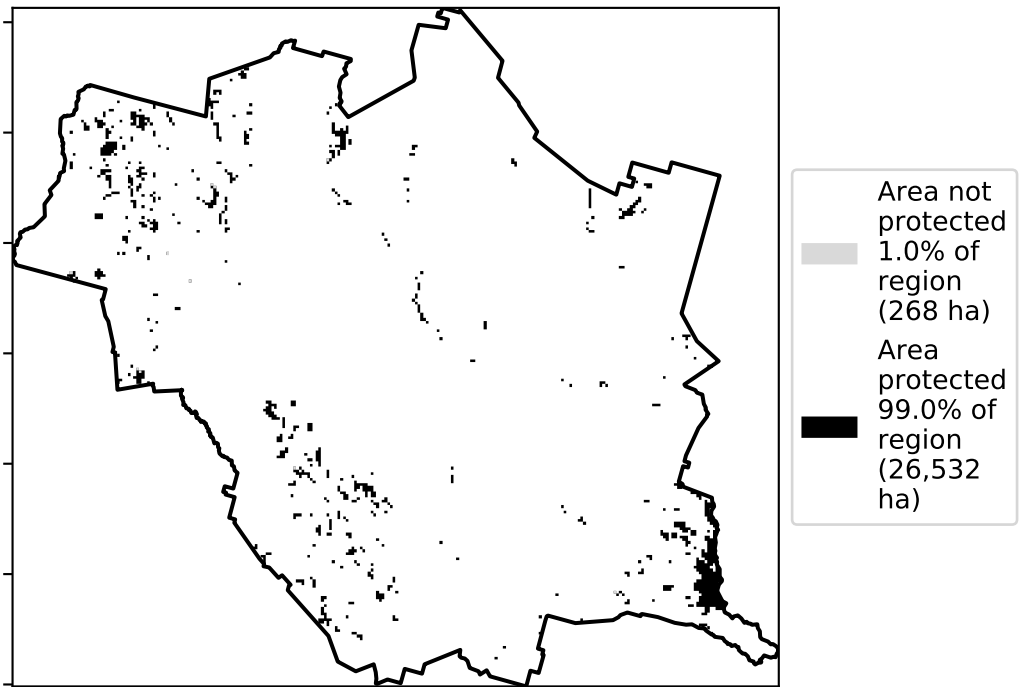 Area not
protected
1.0% of
region
(268 ha)
Area
protected
99.0% of
region
(26,532
ha)